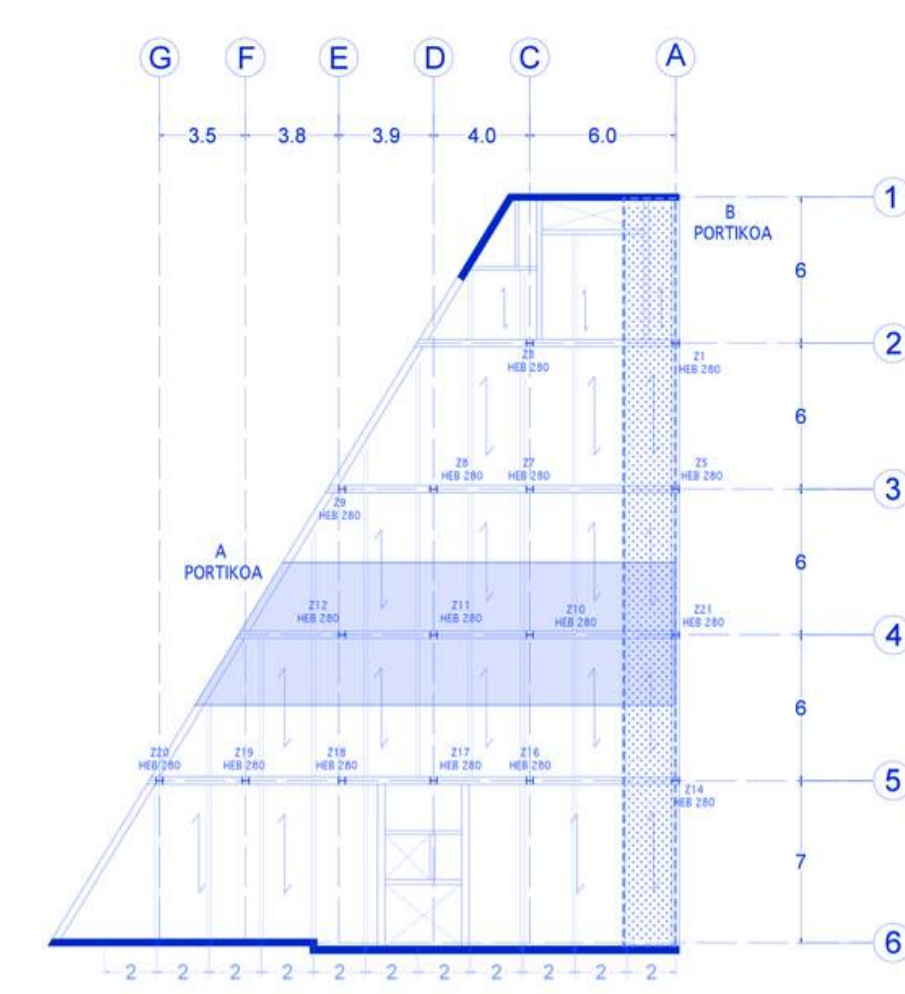 G F E D C A
3.5 3.8 3.9 4.0 6.0
1
B
PORTIKOA
6
2
Z3
HEB 280
Z1
HEB 280
6
Z8
HEB 280
Z7
HEB 280
Z5
HEB 280
3
Z9
HEB 280
A
PORTIKOA
6
Z12
HEB 280
Z11
HEB 280
Z10
HEB 280
Z21
HEB 280
4
6
Z20
HEB 280
Z19
HEB 280
Z18
HEB 280
Z17
HEB 280
Z16
HEB 280
5
Z14
HEB 280
7
6
2 2 2 2 2 2 2 2 2 2 2